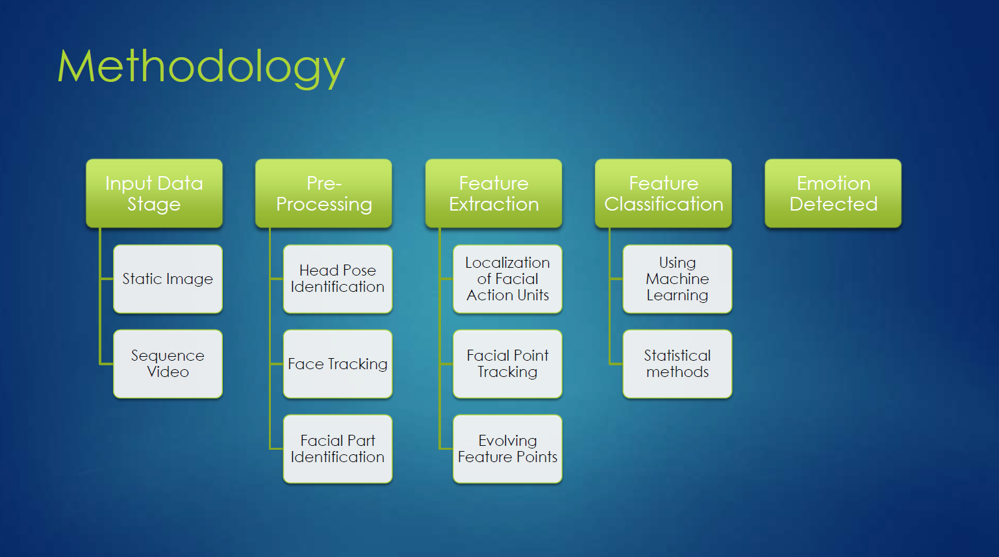 Methodology
Input Data
Stage
Static Image
Sequence
Video
Pre-
Processing
Head Pose
Identification
Face Tracking
Facial Part
Identification
Feature
Extraction
Localization
of Facial
Action Units
Facial Point
Tracking
Evolving
Feature Points
Feature
Classification
Using
Machine
Learning
Statistical
methods
Emotion
Detected